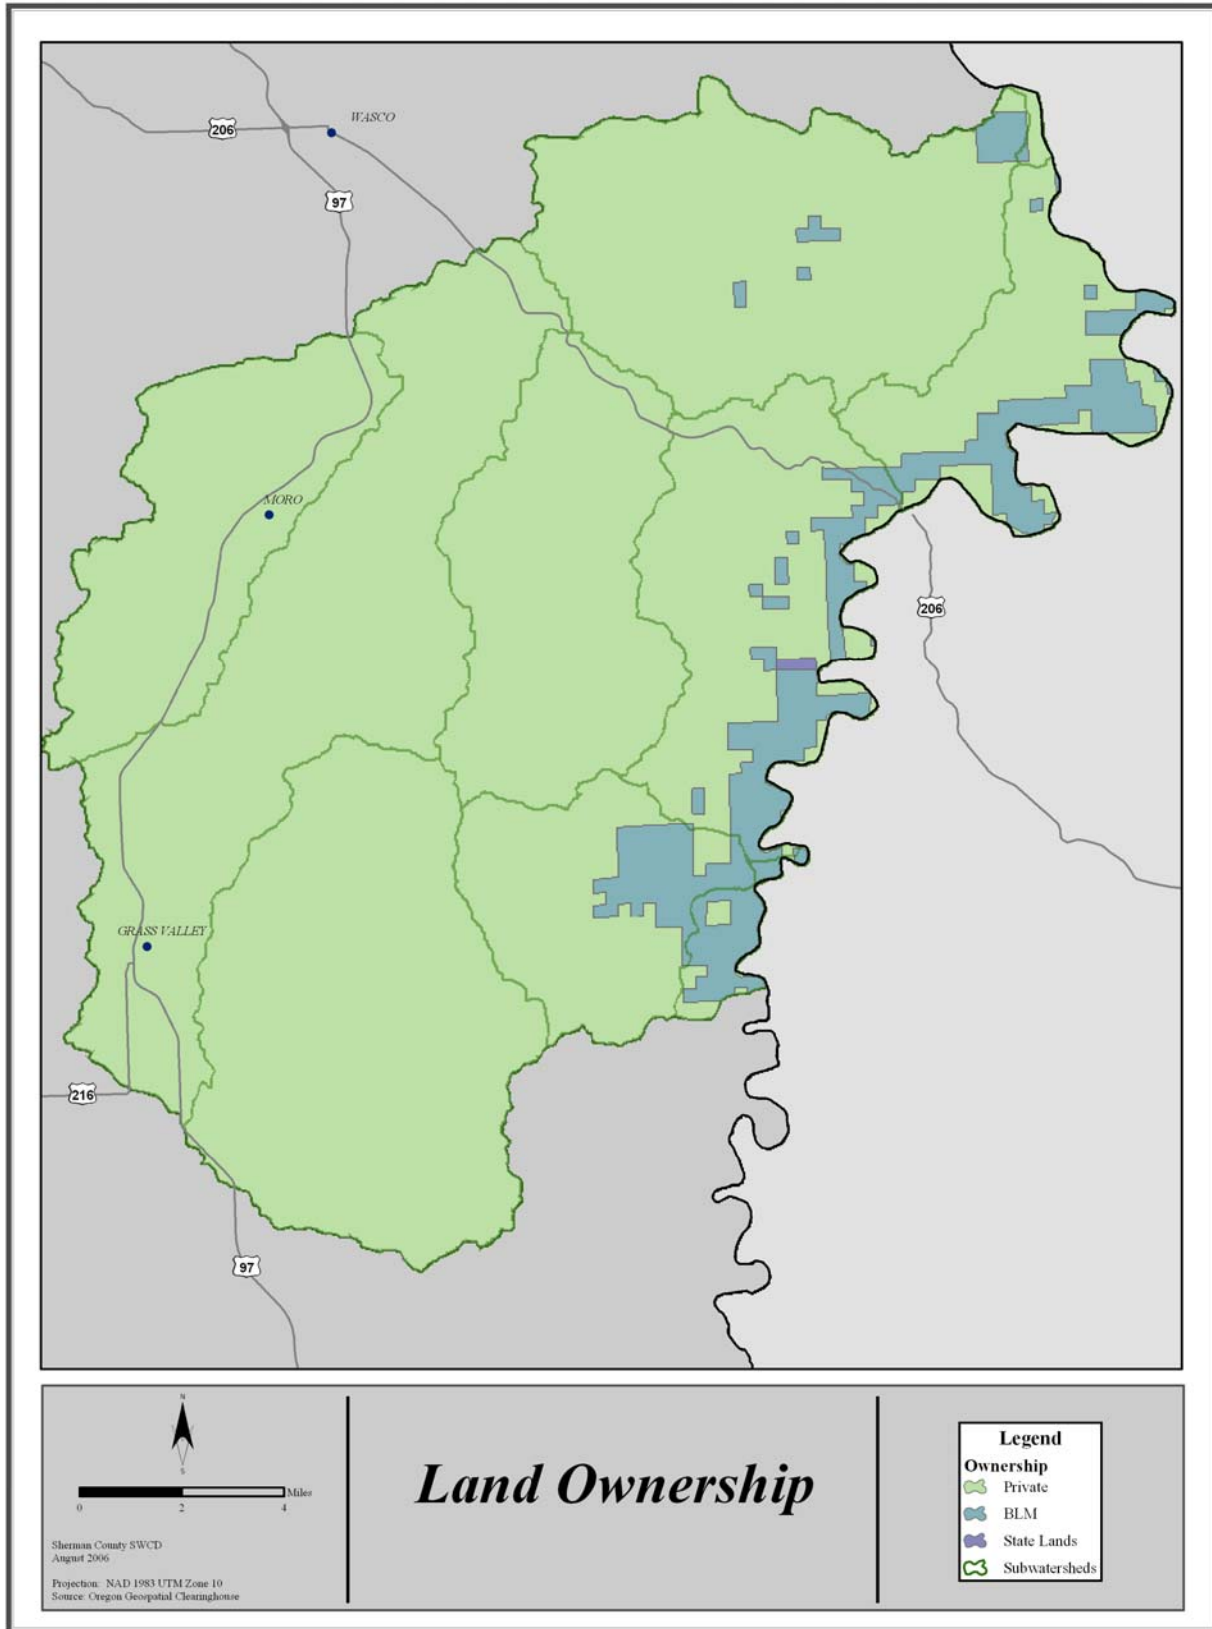 WASCO
206
97
MORO
206
GRASS VALLEY
216
97
N
S
Miles
0 2 4
Sherman County SWCD
August 2006
Projection: NAD 1983 UTM Zone 10
Source: Oregon Geospatial Clearinghouse
Land Ownership
Legend
Ownership
Private
BLM
State Lands
Subwatersheds